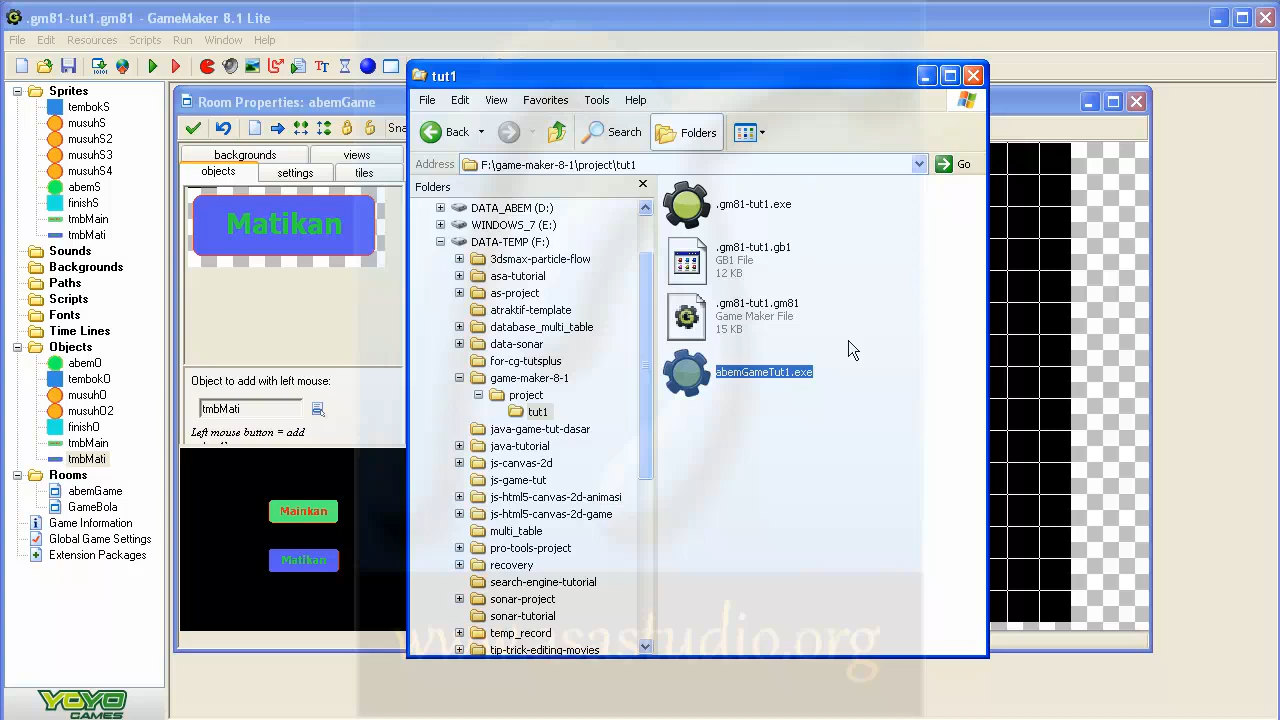 .gm81-tut1.gm81 - GameMaker 8.1 Lite
File Edit Resources Scripts Run Window Help
Sprites
tembokS
musuhS
musuhS2
musuhS3
musuhS4
abemS
finishS
tmbMain
tmbMati
Sounds
Backgrounds
Paths
Scripts
Fonts
Time Lines
Objects
abemO
tembokO
musuhO
musuhO2
finishO
tmbMain
tmbMati
Rooms
abemGame
GameBola
Game Information
Global Game Settings
Extension Packages
YOYO
GAMES
Room Properties: abemGame
Sna
backgrounds views
objects settings tiles
Matikan
Object to add with left mouse:
tmbMati
Left mouse button = add
Mainkan
Matikan
tut1
File Edit View Favorites Tools Help
Back Search Folders
Address F:\game-maker-8-1\project\tut1 Go
Folders
DATA_ABEM (D:)
WINDOWS_7 (E:)
DATA-TEMP (F:)
3dsmax-particle-flow
asa-tutorial
as-project
atraktif-template
database_multi_table
data-sonar
for-cg-tutsplus
game-maker-8-1
project
tut1
java-game-tut-dasar
java-tutorial
js-canvas-2d
js-game-tut
js-html5-canvas-2d-animasi
js-html5-canvas-2d-game
multi_table
pro-tools-project
recovery
search-engine-tutorial
sonar-project
sonar-tutorial
temp_record
tip-trick-editing-movies
.gm81-tut1.exe
.gm81-tut1.gb1
GB1 File
12 KB
.gm81-tut1.gm81
Game Maker File
15 KB
abemGameTut1.exe